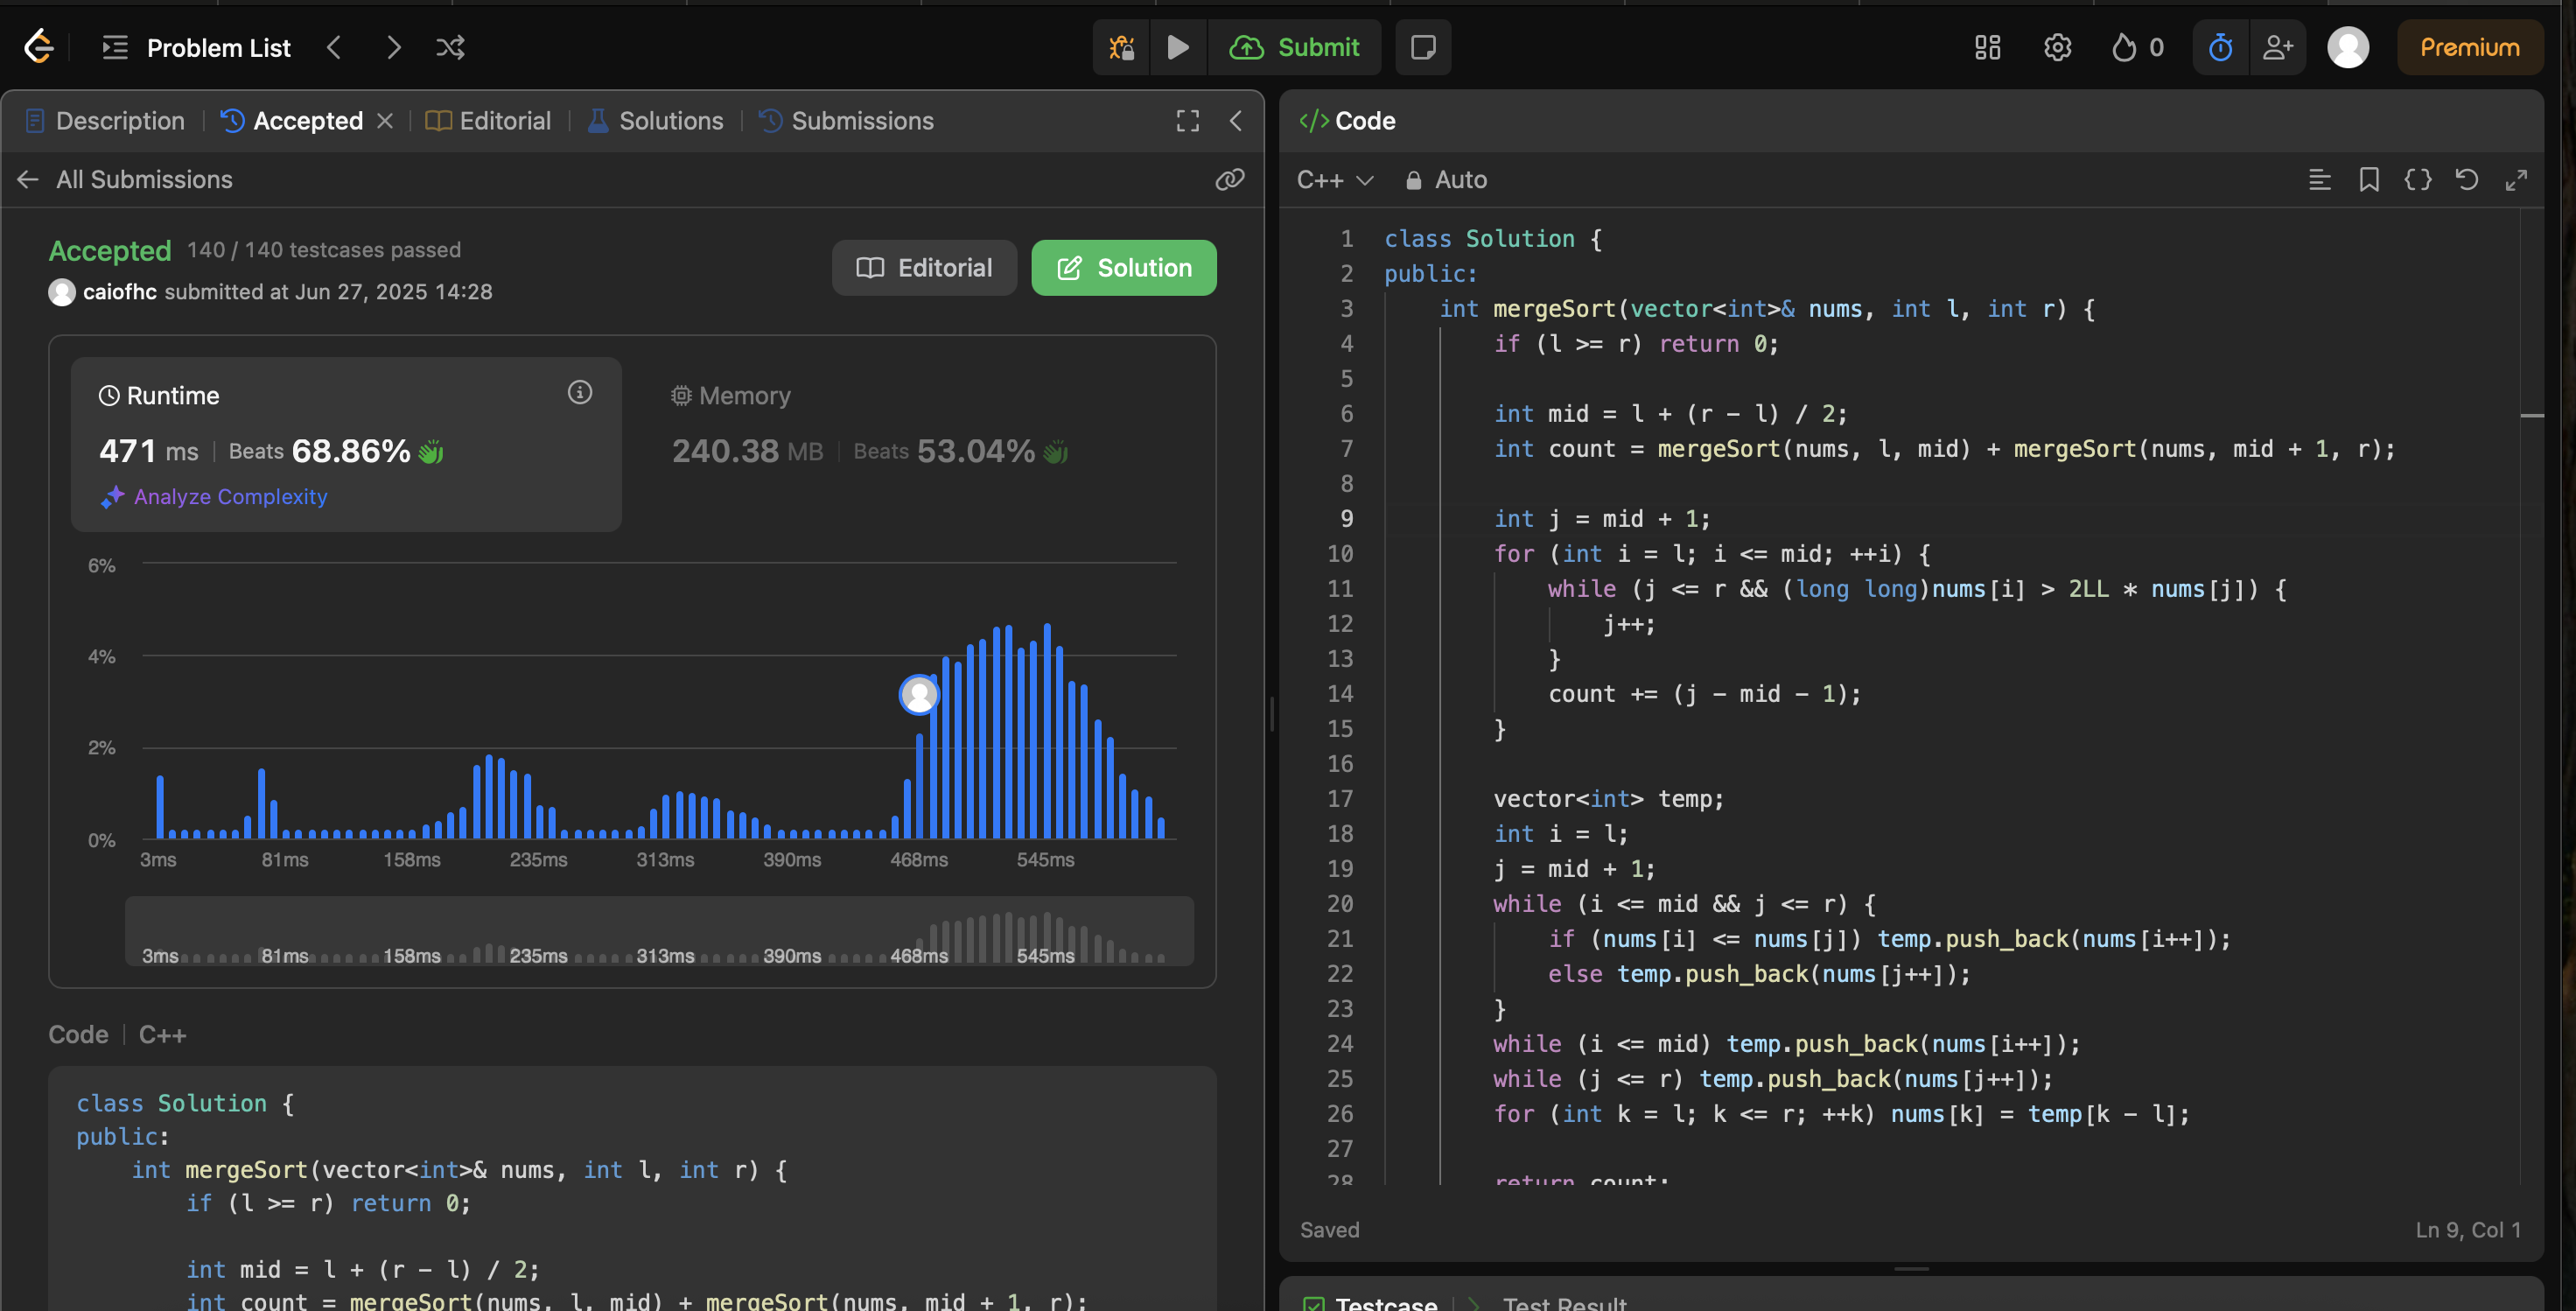 Problem List
Submit
0
Premium
Description
Accepted
Editorial
Solutions
Submissions
All Submissions
Accepted 140 / 140 testcases passed
caiofhc submitted at Jun 27, 2025 14:28
Editorial
Solution
Runtime
471 ms | Beats 68.86%
Analyze Complexity
Memory
240.38 MB | Beats 53.04%
6%
4%
2%
0%
3ms 81ms 158ms 235ms 313ms 390ms 468ms 545ms
3ms 81ms 158ms 235ms 313ms 390ms 468ms 545ms
Code | C++
class Solution {
public:
    int mergeSort(vector<int>& nums, int l, int r) {
        if (l >= r) return 0;
        int mid = l + (r - l) / 2;
        int count = mergeSort(nums, l, mid) + mergeSort(nums, mid + 1, r);
</> Code
C++
Auto
1 class Solution {
2 public:
3     int mergeSort(vector<int>& nums, int l, int r) {
4         if (l >= r) return 0;
5
6         int mid = l + (r - l) / 2;
7         int count = mergeSort(nums, l, mid) + mergeSort(nums, mid + 1, r);
8
9         int j = mid + 1;
10         for (int i = l; i <= mid; ++i) {
11             while (j <= r && (long long)nums[i] > 2LL * nums[j]) {
12                 j++;
13             }
14             count += (j - mid - 1);
15         }
16
17         vector<int> temp;
18         int i = l;
19         j = mid + 1;
20         while (i <= mid && j <= r) {
21             if (nums[i] <= nums[j]) temp.push_back(nums[i++]);
22             else temp.push_back(nums[j++]);
23         }
24         while (i <= mid) temp.push_back(nums[i++]);
25         while (j <= r) temp.push_back(nums[j++]);
26         for (int k = l; k <= r; ++k) nums[k] = temp[k - l];
27
28         return count;
Saved
Ln 9, Col 1
Testcase
Test Result